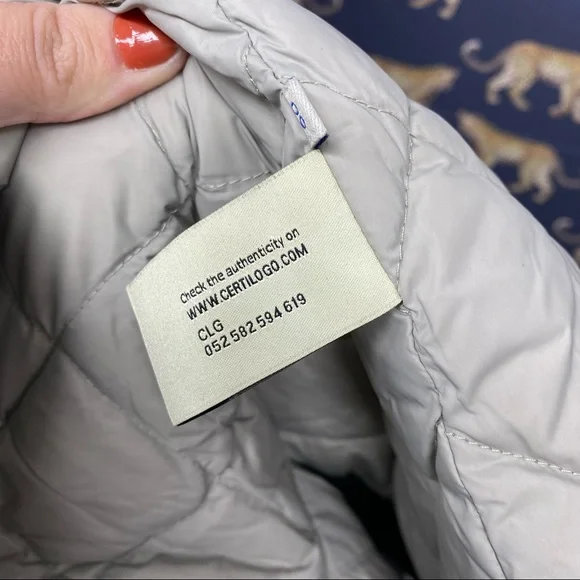 Check the authenticity on
WWW.CERTILOGO.COM
CLG
052 582 594 619